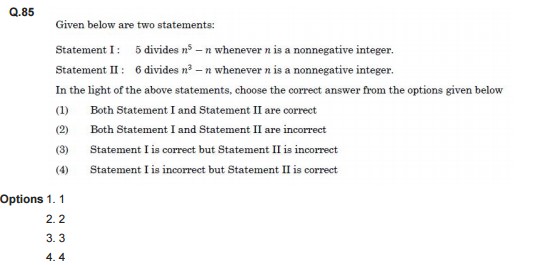 Q.85
Given below are two statements:
Statement I : 5 divides n⁵ – n whenever n is a nonnegative integer.
Statement II : 6 divides n³ – n whenever n is a nonnegative integer.
In the light of the above statements, choose the correct answer from the options given below
(1) Both Statement I and Statement II are correct
(2) Both Statement I and Statement II are incorrect
(3) Statement I is correct but Statement II is incorrect
(4) Statement I is incorrect but Statement II is correct
Options 1. 1
2. 2
3. 3
4. 4